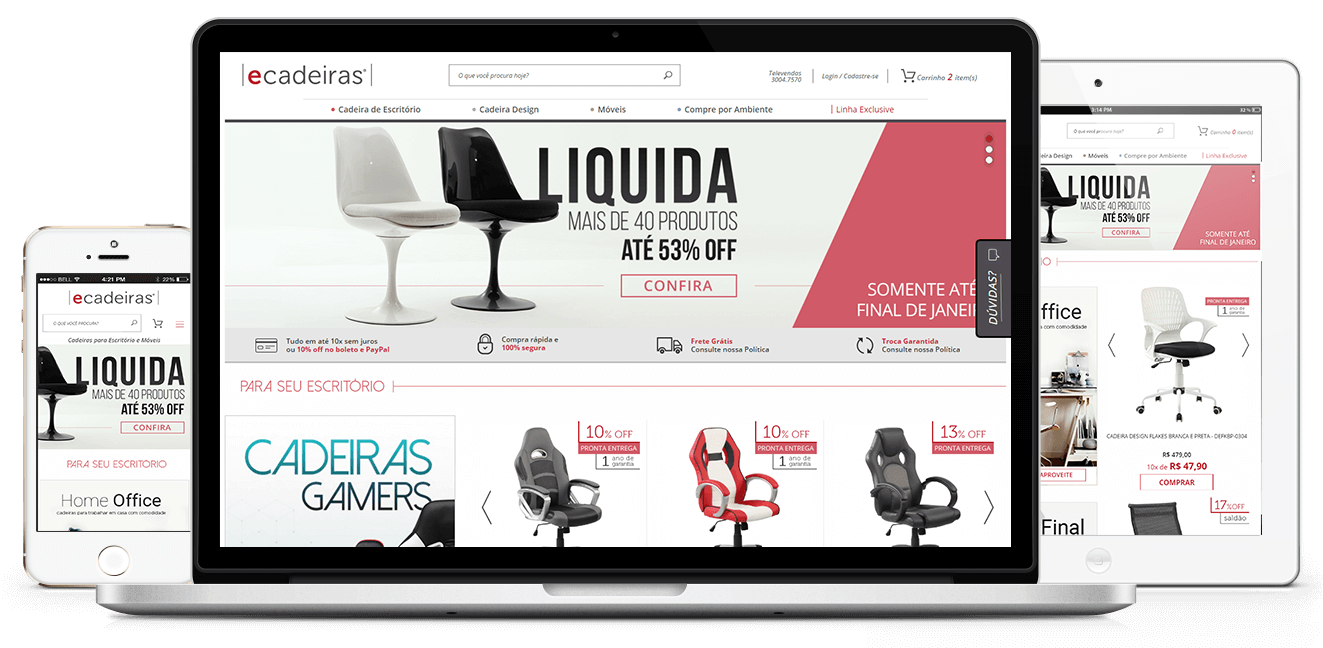 ecadeiras®
O que você procura hoje?
Televendas
3004.7570
Login / Cadastre-se
Carrinho 2 item(s)
Cadeira de Escritório
Cadeira Design
Móveis
Compre por Ambiente
Linha Exclusive
LIQUIDA
MAIS DE 40 PRODUTOS
ATÉ 53% OFF
CONFIRA
SOMENTE ATÉ
FINAL DE JANEIR
DÚVIDAS?
Tudo em até 10x sem juros
ou 10% off no boleto e PayPal
Compra rápida e
100% segura
Frete Grátis
Consulte nossa Política
Troca Garantida
Consulte nossa Política
PARA SEU ESCRITÓRIO
CADEIRAS
GAMERS
10% OFF
PRONTA ENTREGA
1 ano de
garantia
10% OFF
PRONTA ENTREGA
1 ano de
garantia
13% OFF
PRONTA ENTREGA
BELL
4:21 PM
22%
ecadeiras®
O QUE VOCÊ PROCURA?
Cadeiras para Escritório e Móveis
LIQUIDA
MAIS DE 40 PRODUTOS
ATÉ 53% OFF
CONFIRA
PARA SEU ESCRITORIO
Home Office
cadeiras para trabalhar em casa com comodidade
3:14 PM
O que você procura hoje?
Carrinho 0 item(s)
eira Design
Móveis
Compre por Ambiente
Linha Exclusive
LIQUIDA
MAIS DE 40 PRODUTOS
ATÉ 53% OFF
CONFIRA
SOMENTE ATÉ
FINAL DE JANEIRO
IO
Office
com comodidade
APROVEITE
PRONTA ENTREGA
1 ano de
garantia
CADEIRA DESIGN FLAKES BRANCA E PRETA - DEFKBP-0304
R$ 479,00
10x de R$ 47,90
COMPRAR
Final
17%OFF
saldão